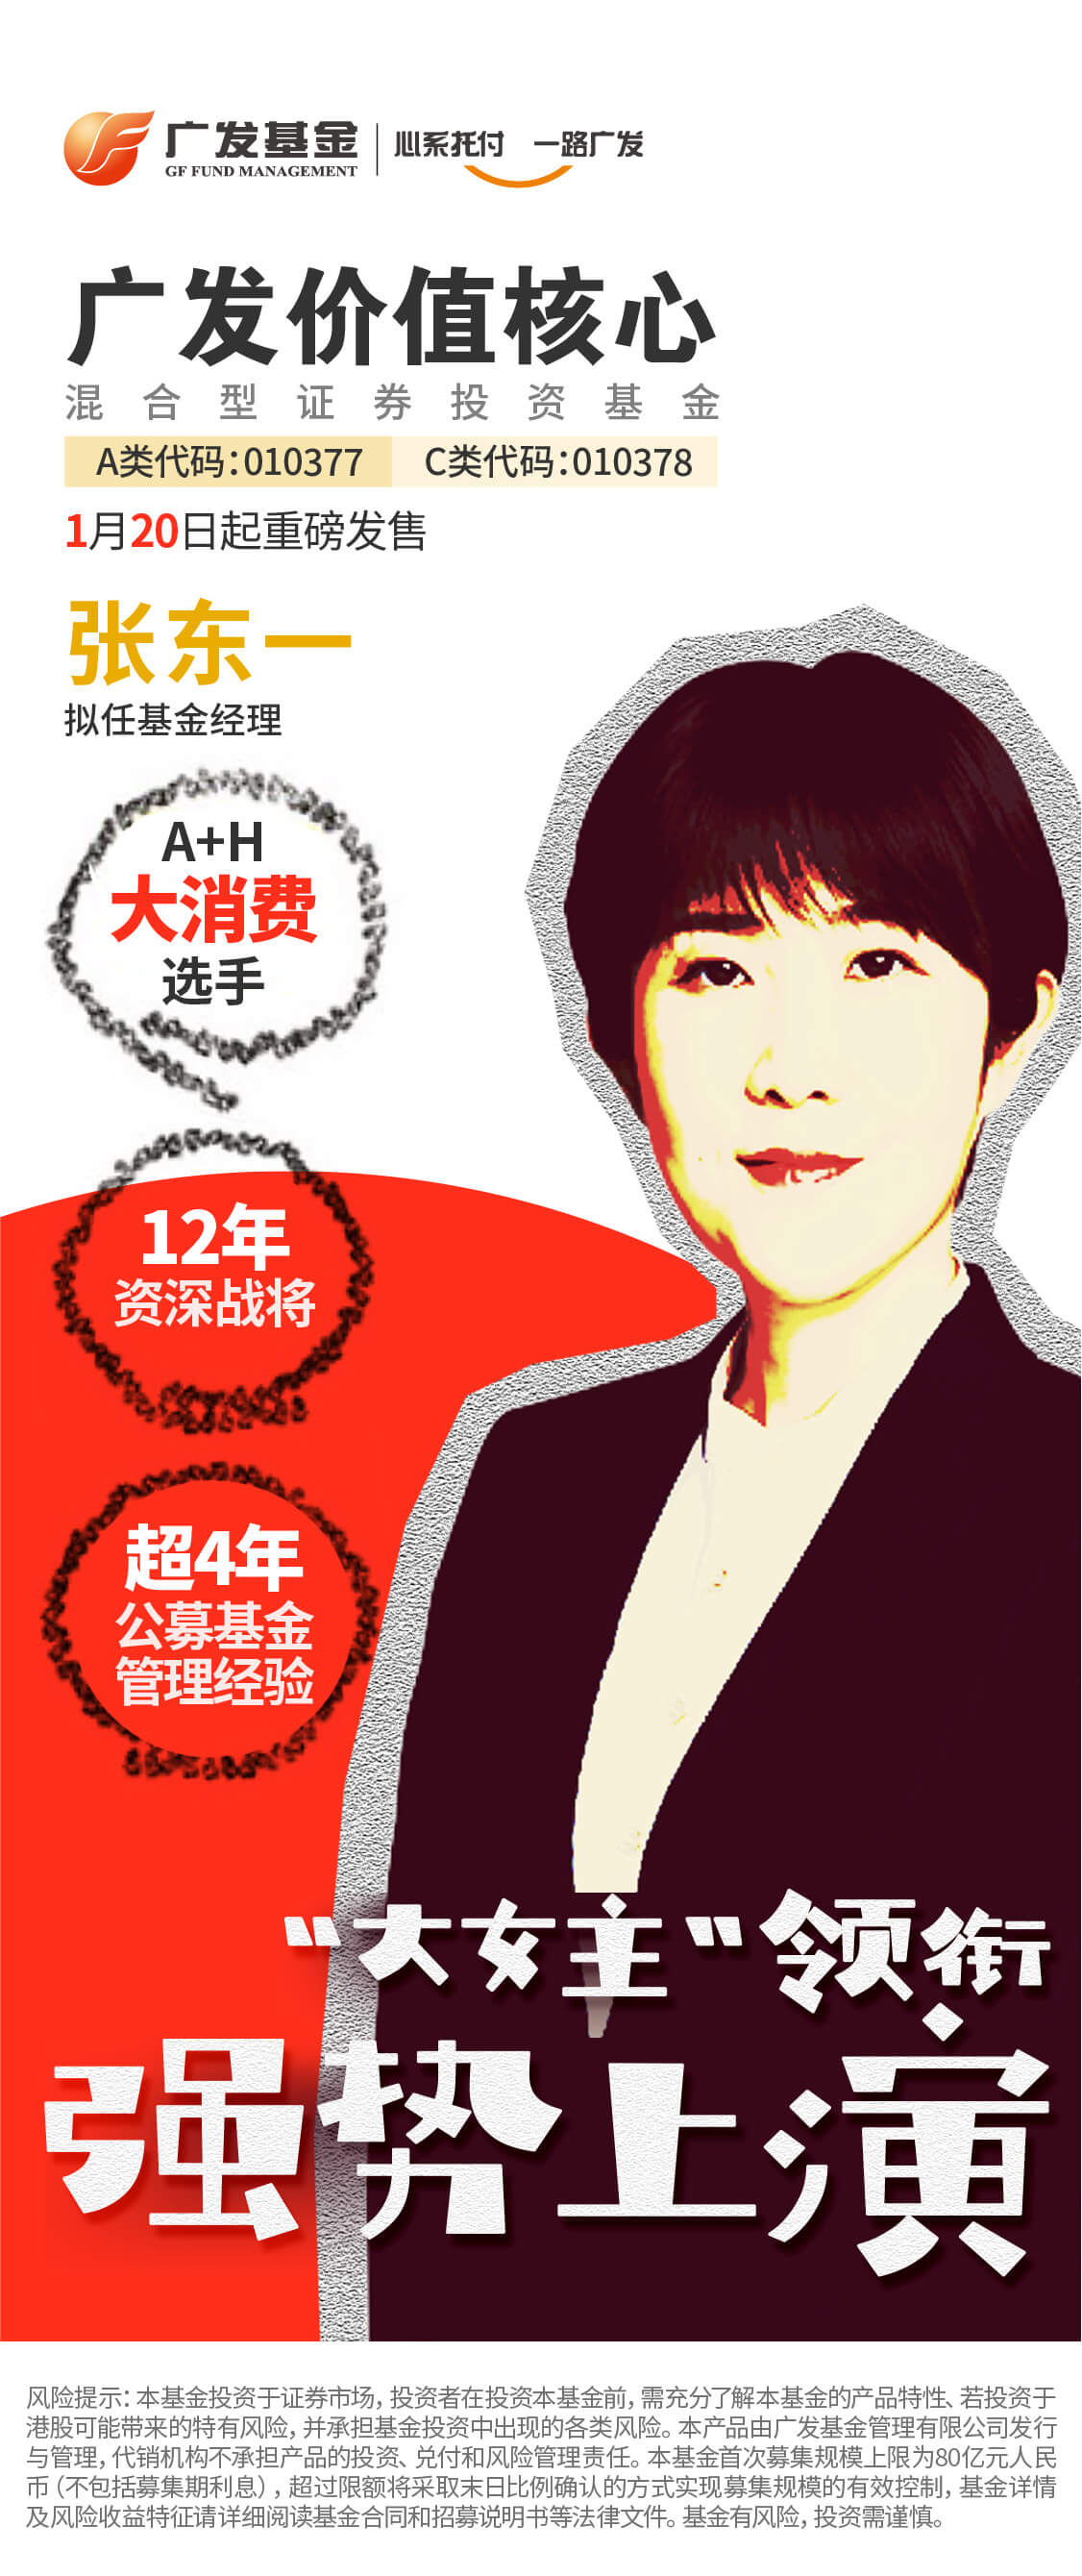 广发基金
GF FUND MANAGEMENT
心系托付 一路广发
广发价值核心
混合型证券投资基金
A类代码：010377 C类代码：010378
1月20日起重磅发售
张东一
拟任基金经理
A+H
大消费
选手
12年
资深战将
超4年
公募基金
管理经验
“大女主”领衔
强势上演
风险提示：本基金投资于证券市场，投资者在投资本基金前，需充分了解本基金的产品特性、若投资于
港股可能带来的特有风险，并承担基金投资中出现的各类风险。本产品由广发基金管理有限公司发行
与管理，代销机构不承担产品的投资、兑付和风险管理责任。本基金首次募集规模上限为80亿元人民
币（不包括募集期利息），超过限额将采取末日比例确认的方式实现募集规模的有效控制，基金详情
及风险收益特征请详细阅读基金合同和招募说明书等法律文件。基金有风险，投资需谨慎。